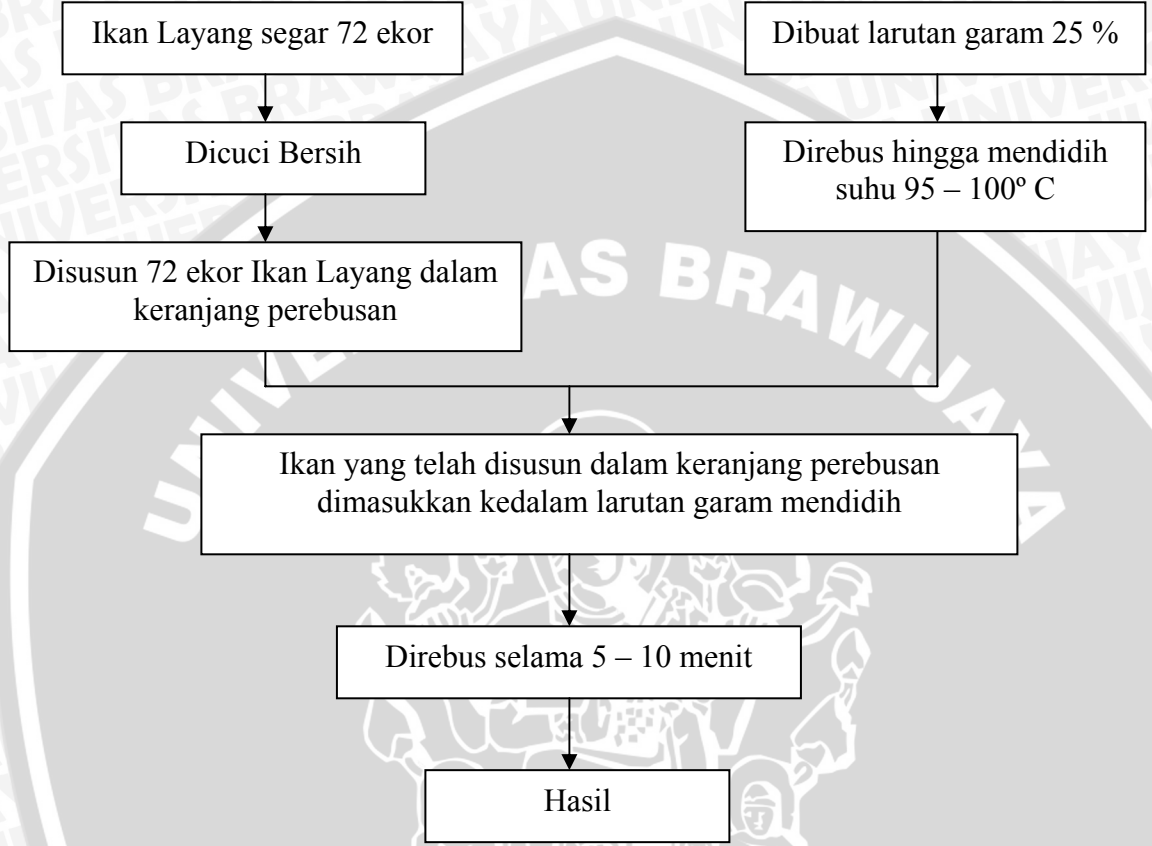 Ikan Layang segar 72 ekor
Dicuci Bersih
Disusun 72 ekor Ikan Layang dalam
keranjang perebusan
Dibuat larutan garam 25 %
Direbus hingga mendidih
suhu 95 – 100º C
Ikan yang telah disusun dalam keranjang perebusan
dimasukkan kedalam larutan garam mendidih
Direbus selama 5 – 10 menit
Hasil
UNIVERSITAS BRAWIJAYA